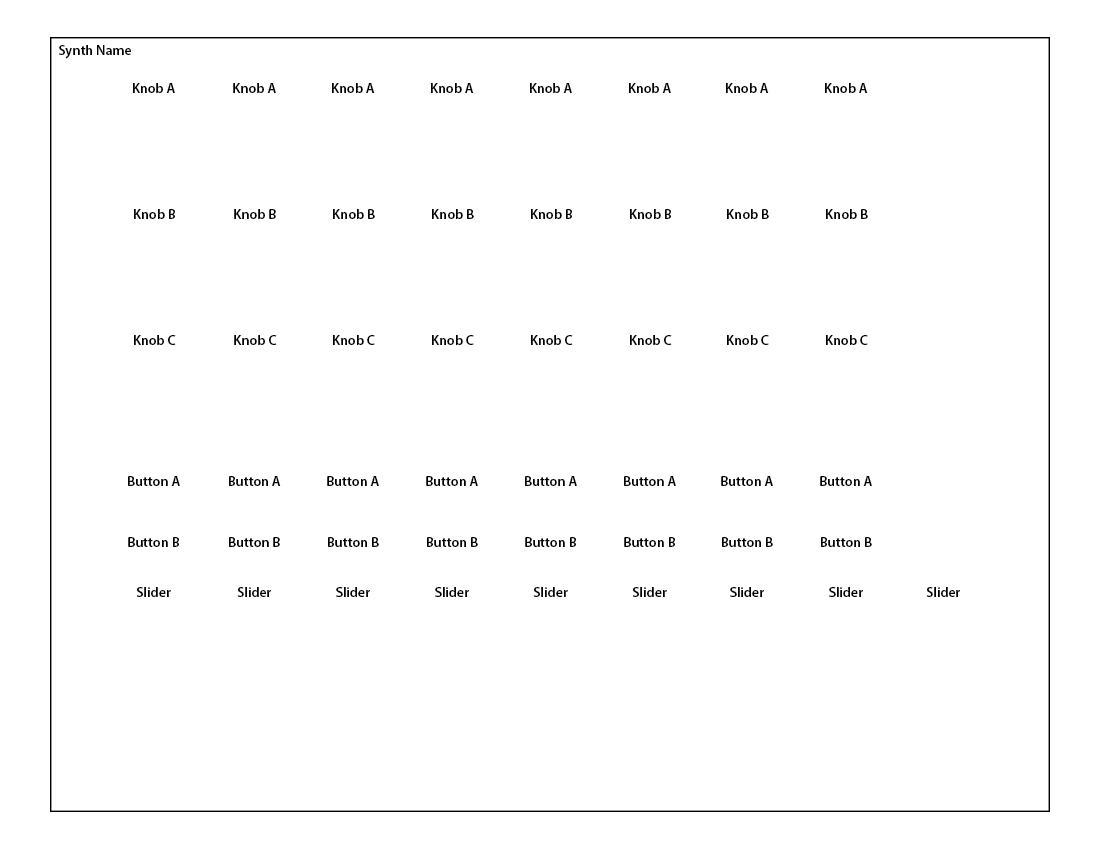 Synth Name
Knob A Knob A Knob A Knob A Knob A Knob A Knob A Knob A
Knob B Knob B Knob B Knob B Knob B Knob B Knob B Knob B
Knob C Knob C Knob C Knob C Knob C Knob C Knob C Knob C
Button A Button A Button A Button A Button A Button A Button A Button A
Button B Button B Button B Button B Button B Button B Button B Button B
Slider Slider Slider Slider Slider Slider Slider Slider Slider